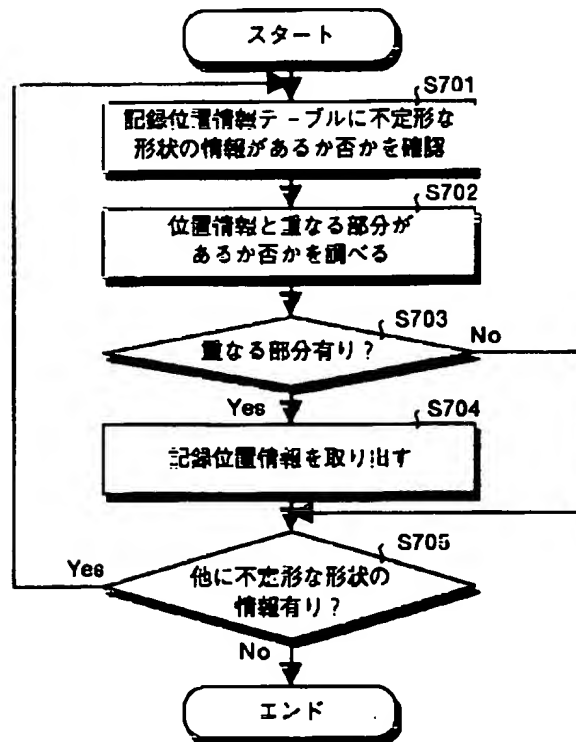 スタート
S701
記録位置情報テーブルに不定形な
形状の情報があるか否かを確認
S702
位置情報と重なる部分が
あるか否かを調べる
S703
No
重なる部分有り?
Yes
S704
記録位置情報を取り出す
S705
Yes
他に不定形な形状の
情報有り?
No
エンド